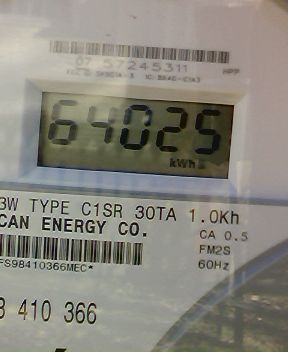 07 57245311
64025
kWh
3W TYPE C1SR 30TA 1.0Kh
CAN ENERGY CO.
CA 0.5
FM2S
60Hz
FS98410366MEC*
410 366